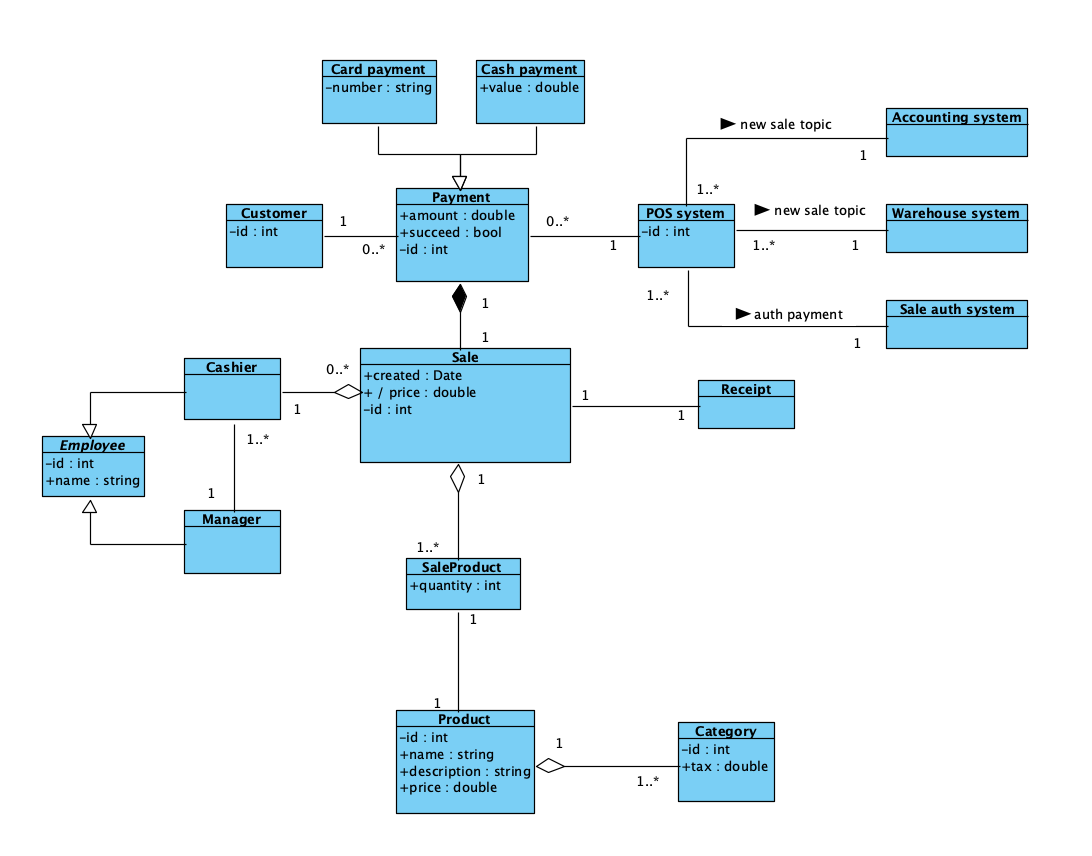 Card payment
-number : string
Cash payment
+value : double
Accounting system
new sale topic
1
1..*
Payment
+amount : double
+succeed : bool
-id : int
Customer
-id : int
1
0..*
0..*
1
POS system
-id : int
new sale topic
1..*
1
Warehouse system
1..*
auth payment
1
Sale auth system
1
1
Sale
+created : Date
+ / price : double
-id : int
Cashier
0..*
1
1
1
Receipt
Employee
-id : int
+name : string
1..*
1
Manager
1
1..*
SaleProduct
+quantity : int
1
1
Product
-id : int
+name : string
+description : string
+price : double
1
1..*
Category
-id : int
+tax : double